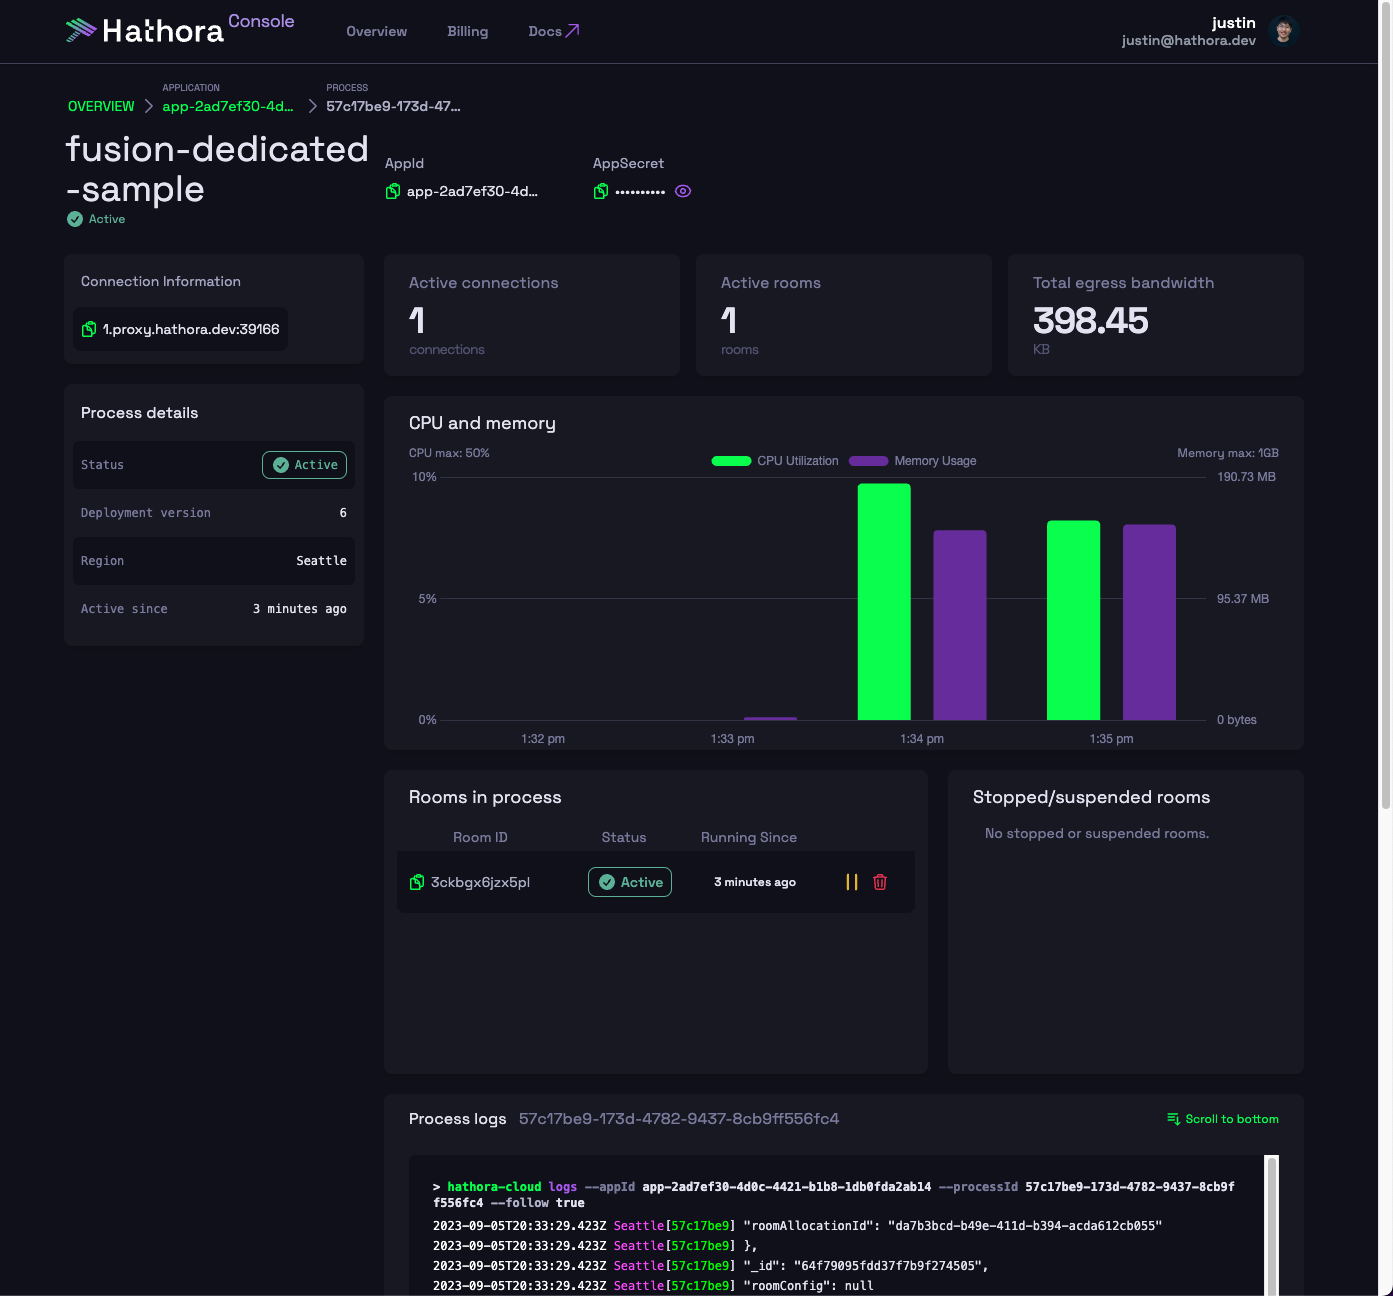 Hathora Console
Overview
Billing
Docs
justin
justin@hathora.dev
APPLICATION
PROCESS
OVERVIEW
app-2ad7ef30-4d...
57c17be9-173d-47...
fusion-dedicated
-sample
Active
AppId
app-2ad7ef30-4d...
AppSecret
••••••••••
Connection Information
1.proxy.hathora.dev:39166
Active connections
1
connections
Active rooms
1
rooms
Total egress bandwidth
398.45
KB
Process details
Status
Active
Deployment version
6
Region
Seattle
Active since
3 minutes ago
CPU and memory
CPU max: 50%
CPU Utilization
Memory Usage
Memory max: 1GB
10%
190.73 MB
5%
95.37 MB
0%
0 bytes
1:32 pm
1:33 pm
1:34 pm
1:35 pm
Rooms in process
Room ID
Status
Running Since
3ckbgx6jzx5pl
Active
3 minutes ago
Stopped/suspended rooms
No stopped or suspended rooms.
Process logs 57c17be9-173d-4782-9437-8cb9ff556fc4
Scroll to bottom
> hathora-cloud logs --appId app-2ad7ef30-4d0c-4421-b1b8-1db0fda2ab14 --processId 57c17be9-173d-4782-9437-8cb9f
f556fc4 --follow true
2023-09-05T20:33:29.423Z Seattle[57c17be9] "roomAllocationId": "da7b3bcd-b49e-411d-b394-acda612cb055"
2023-09-05T20:33:29.423Z Seattle[57c17be9] },
2023-09-05T20:33:29.423Z Seattle[57c17be9] "_id": "64f79095fdd37f7b9f274505",
2023-09-05T20:33:29.423Z Seattle[57c17be9] "roomConfig": null